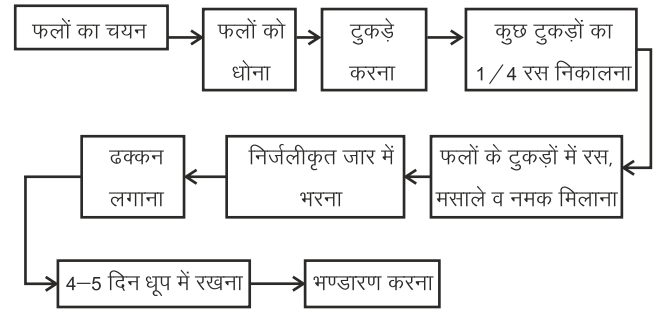 फलों का चयन
फलों को
धोना
टुकड़े
करना
कुछ टुकड़ों का
1/4 रस निकालना
फलों के टुकड़ों में रस,
मसाले व नमक मिलाना
निर्जलीकृत जार में
भरना
ढक्कन
लगाना
4–5 दिन धूप में रखना
भण्डारण करना